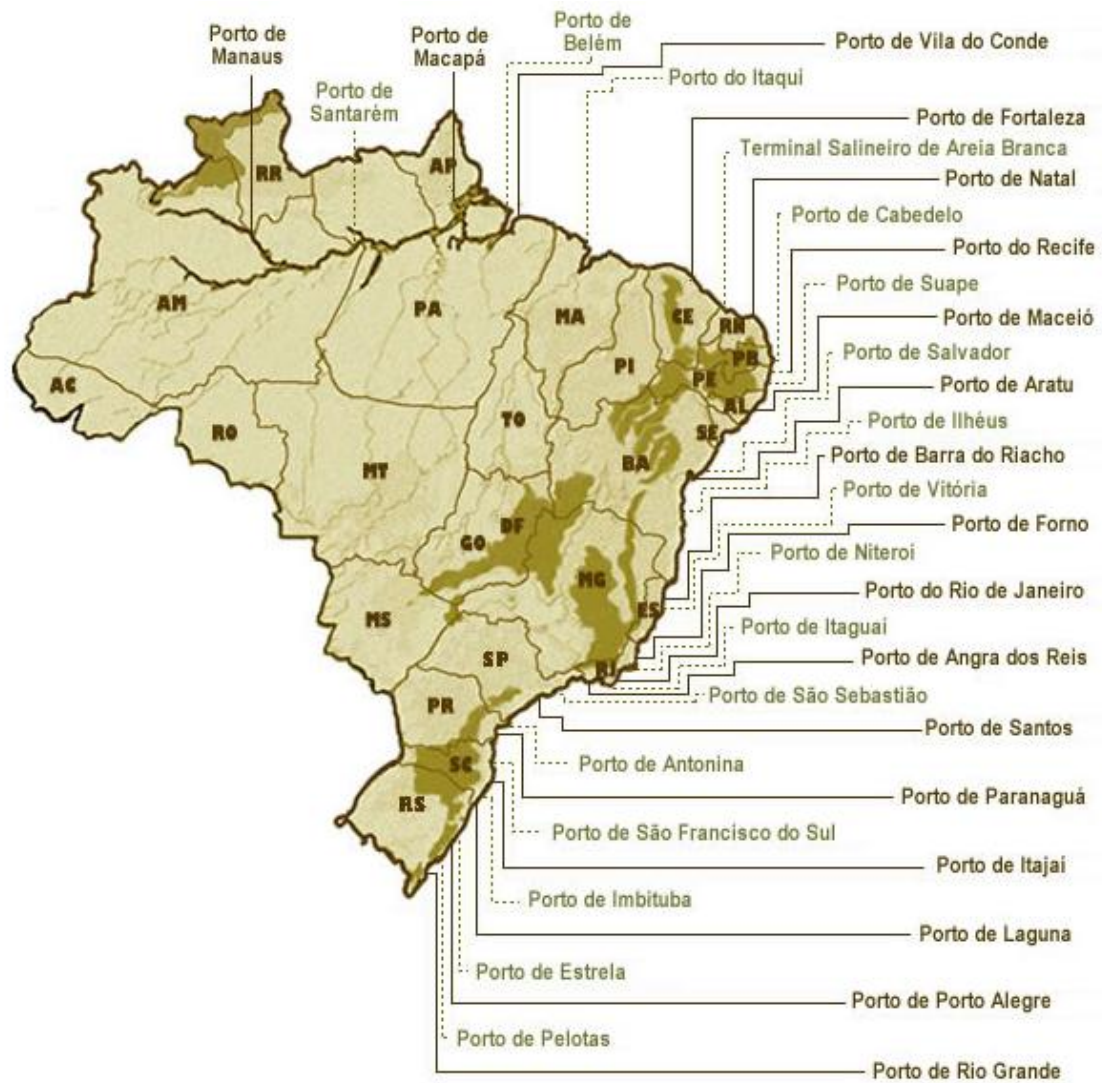 Porto de
Manaus
Porto de
Santarém
Porto de
Macapá
Porto de
Belém
Porto de Vila do Conde
Porto do Itaqui
Porto de Fortaleza
Terminal Salineiro de Areia Branca
Porto de Natal
Porto de Cabedelo
Porto do Recife
Porto de Suape
Porto de Maceió
Porto de Salvador
Porto de Aratu
Porto de Ilhéus
Porto de Barra do Riacho
Porto de Vitória
Porto de Forno
Porto de Niteroi
Porto do Rio de Janeiro
Porto de Itaguai
Porto de Angra dos Reis
Porto de São Sebastião
Porto de Santos
Porto de Antonina
Porto de Paranaguá
Porto de São Francisco do Sul
Porto de Itajaí
Porto de Imbituba
Porto de Laguna
Porto de Estrela
Porto de Porto Alegre
Porto de Pelotas
Porto de Rio Grande
RR
AP
AM
PA
MA
CE
RN
PB
PI
PE
AL
SE
AC
RO
TO
BA
MT
DF
GO
MG
ES
MS
SP
RJ
PR
SC
RS